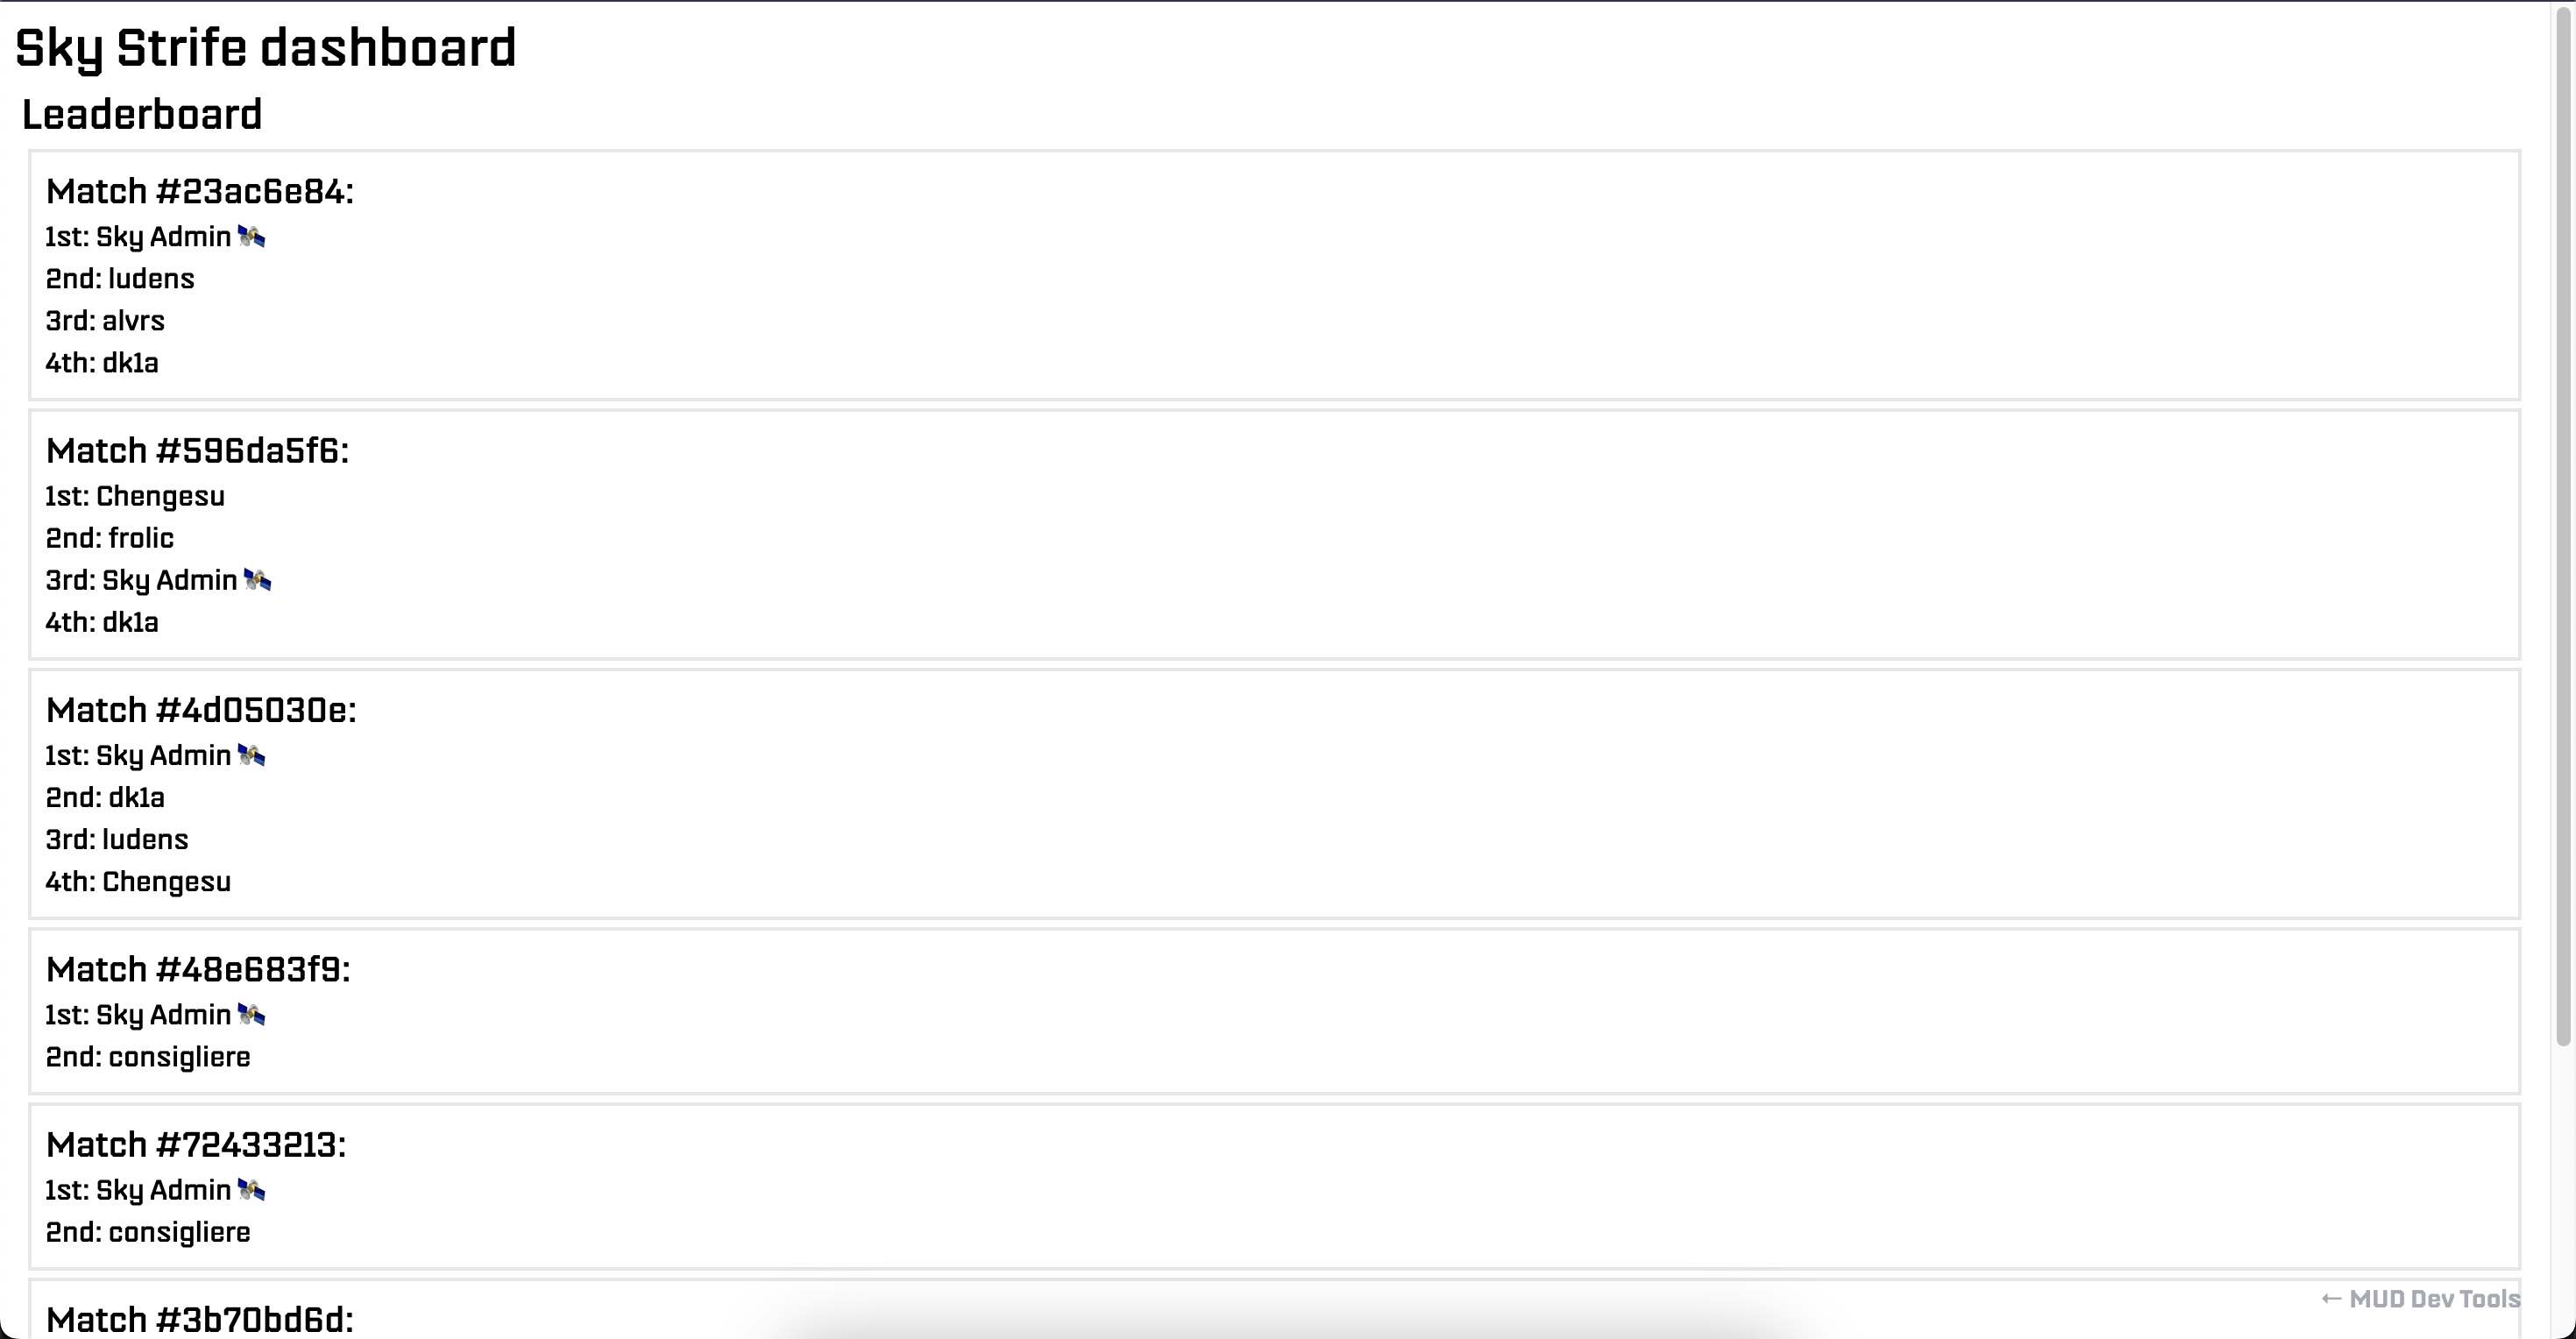 Sky Strife dashboard
Leaderboard
Match #23ac6e84:
1st: Sky Admin 🛰️
2nd: ludens
3rd: alvrs
4th: dk1a
Match #596da5f6:
1st: Chengesu
2nd: frolic
3rd: Sky Admin 🛰️
4th: dk1a
Match #4d05030e:
1st: Sky Admin 🛰️
2nd: dk1a
3rd: ludens
4th: Chengesu
Match #48e683f9:
1st: Sky Admin 🛰️
2nd: consigliere
Match #72433213:
1st: Sky Admin 🛰️
2nd: consigliere
Match #3b70bd6d:
← MUD Dev Tools